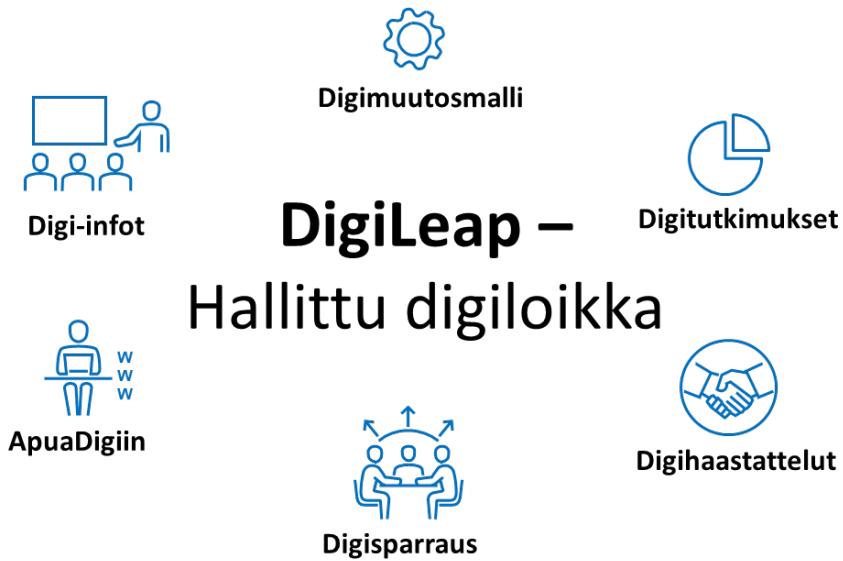 Digimuutosmalli
Digi-infot
Digitutkimukset
DigiLeap –
Hallittu digiloikka
W
W
W
ApuaDigiin
Digihaastattelut
Digisparraus